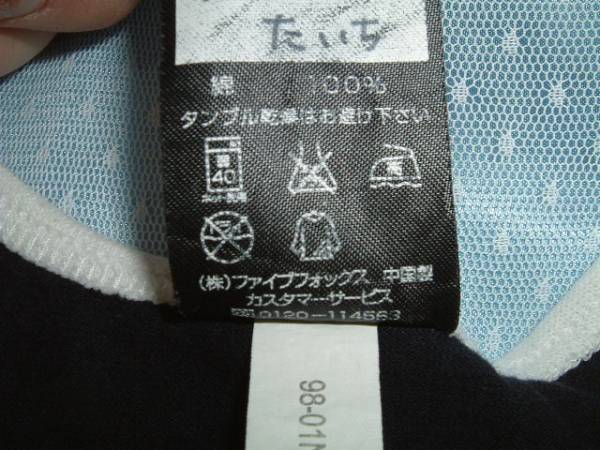 たいち
綿 100%
タンブル乾燥はお避け下さい
弱
40
(株)ファイブフォックス 中国製
カスタマーサービス
0120-114563
98-01